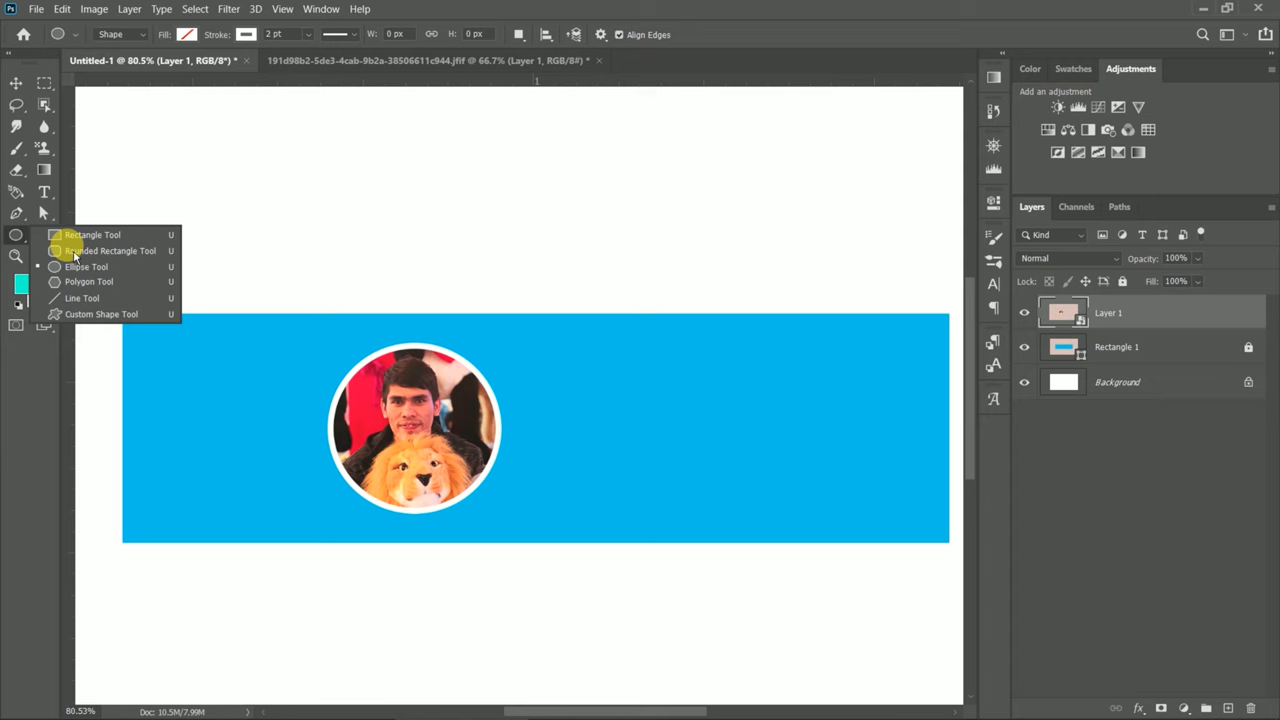 Ps File Edit Image Layer Type Select Filter 3D View Window Help
Shape Fill: Stroke: 2 pt W: 0 px H: 0 px Align Edges
Untitled-1 @ 80.5% (Layer 1, RGB/8*) * × 191d98b2-5de3-4cab-9b2a-38506611c944.jfif @ 66.7% (Layer 1, RGB/8#) * ×
Color Swatches Adjustments
1
Add an adjustment
Layers Channels Paths
Kind
Normal Opacity: 100%
Lock: Fill: 100%
Layer 1
Rectangle 1
Background
Rectangle Tool U
Rounded Rectangle Tool U
Ellipse Tool U
Polygon Tool U
Line Tool U
Custom Shape Tool U
80.53% Doc: 10.5M/7.99M